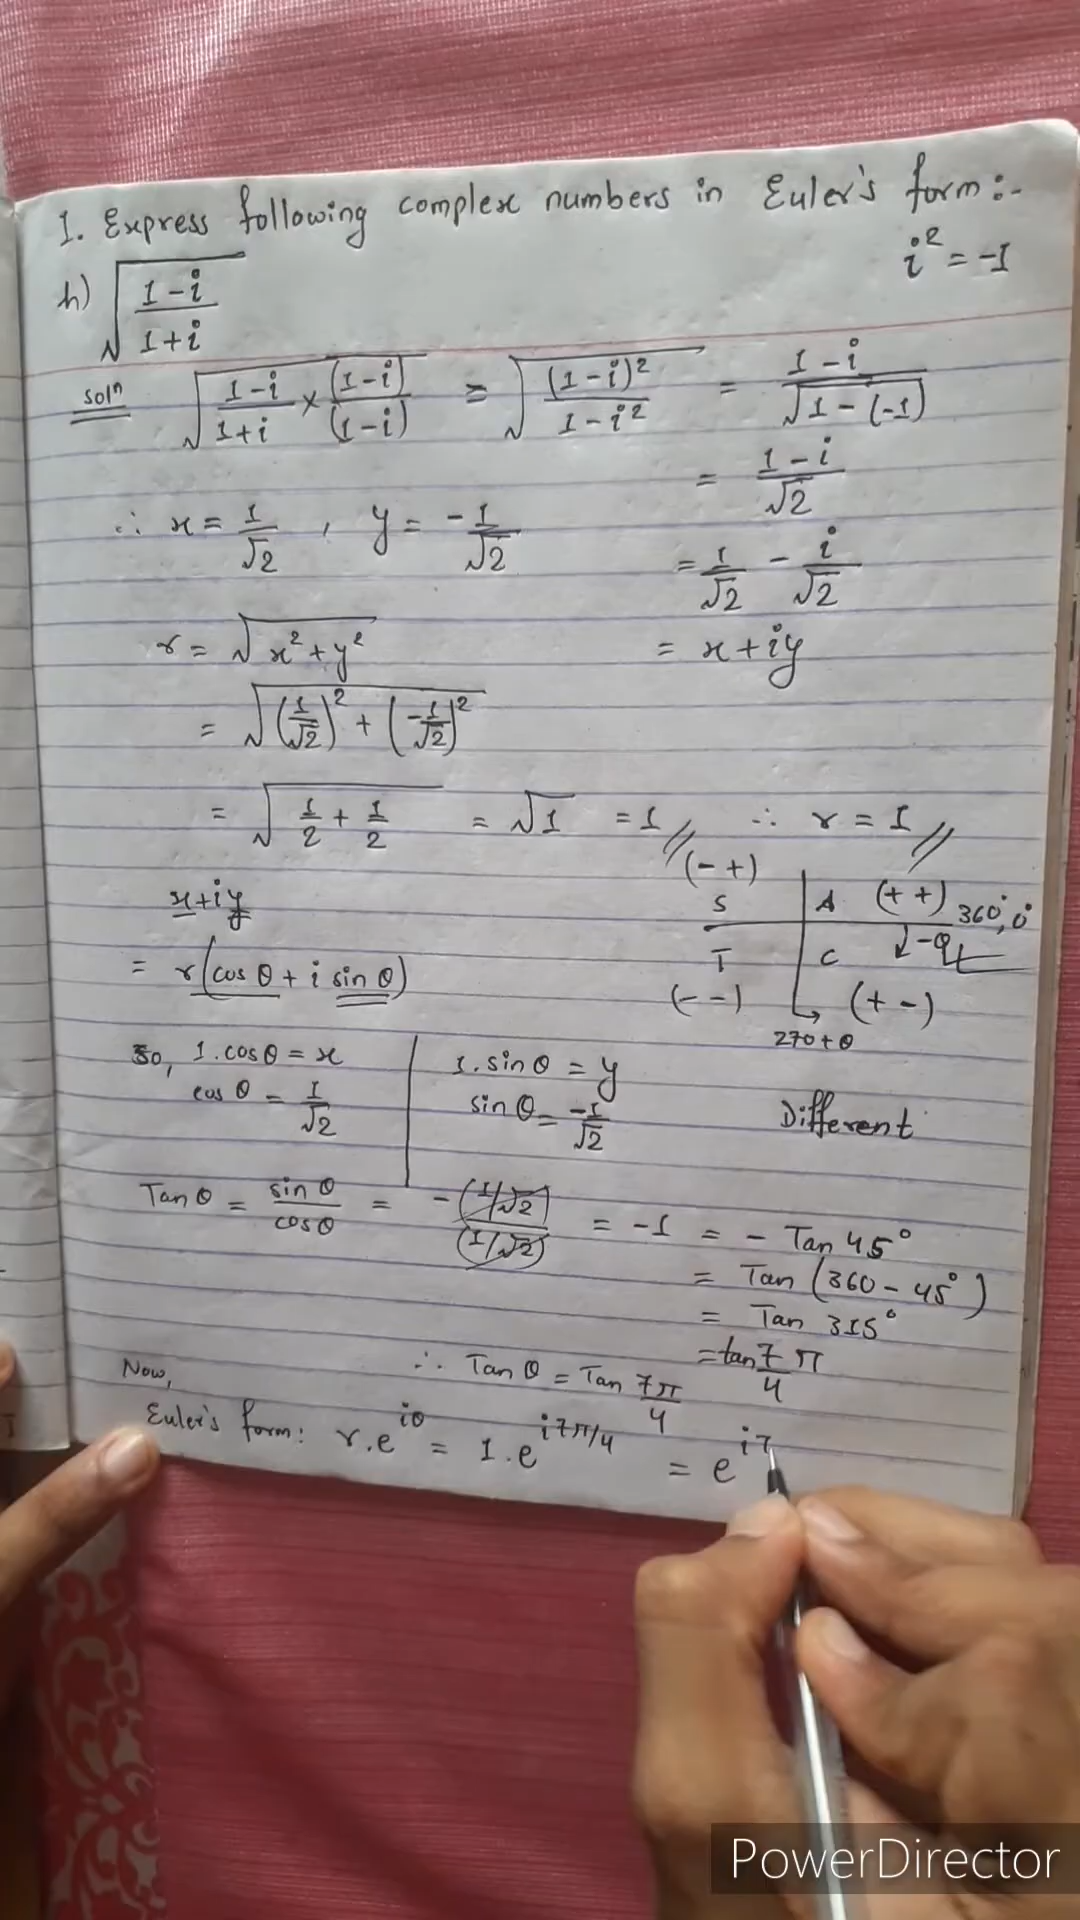 1. Express following complex numbers in Euler's form:-
i² = -1
h) √((1-i)/(1+i))
solⁿ √((1-i)/(1+i) × (1-i)/(1-i)) = √((1-i)²/(1-i²)) = (1-i)/√(1-(-1))
= (1-i)/√2
∴ x = 1/√2 , y = -1/√2
= 1/√2 - i/√2
r = √(x²+y²)
= x+iy
= √((1/√2)² + (-1/√2)²)
= √(1/2 + 1/2) = √1 = 1// ∴ r = 1//
(- +)
S A (+ +) 360°, 0°
T C ↓-θ
(- -) (+ -)
270+θ
x+iy
= r(cos θ + i sin θ)
So, 1.cosθ = x
cos θ = 1/√2
1.sin θ = y
sin θ = -1/√2
Different
Tan θ = sin θ/cosθ = -(1/√2)/(1/√2) = -1 = - Tan 45°
= Tan (360 - 45°)
= Tan 315°
= tan 7π/4
∴ Tan θ = Tan 7π/4
Now,
Euler's form: r.e^iθ = 1.e^i7π/4 = e^i7
PowerDirector